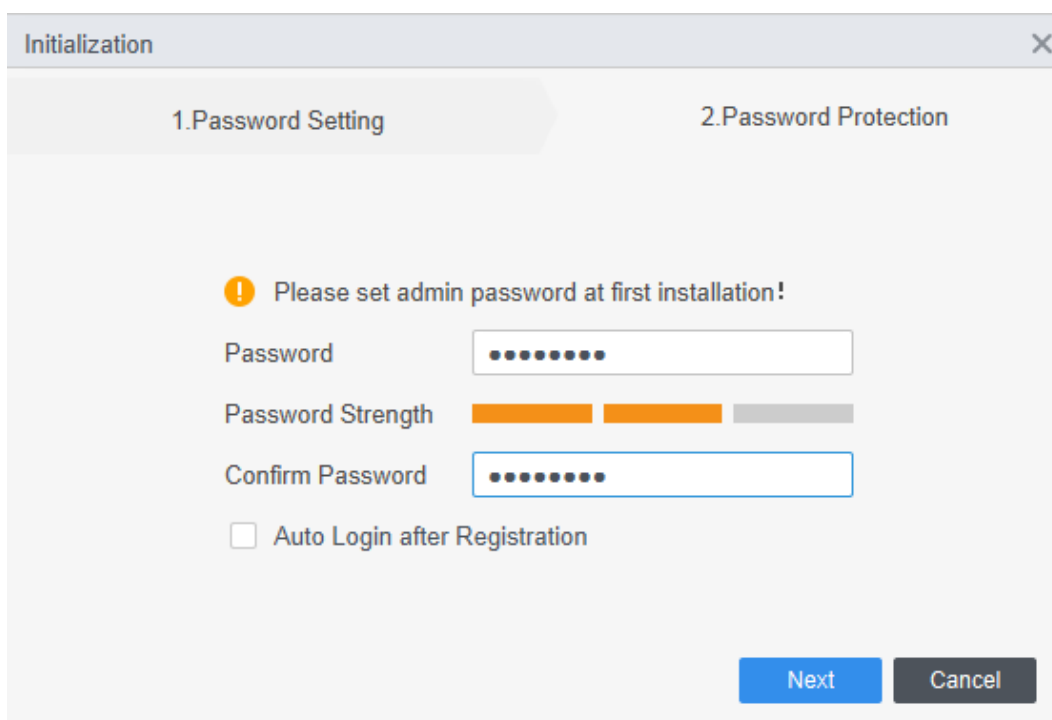 Initialization
1.Password Setting
2.Password Protection
Please set admin password at first installation!
Password ●●●●●●●●
Password Strength
Confirm Password ●●●●●●●●
Auto Login after Registration
Next Cancel